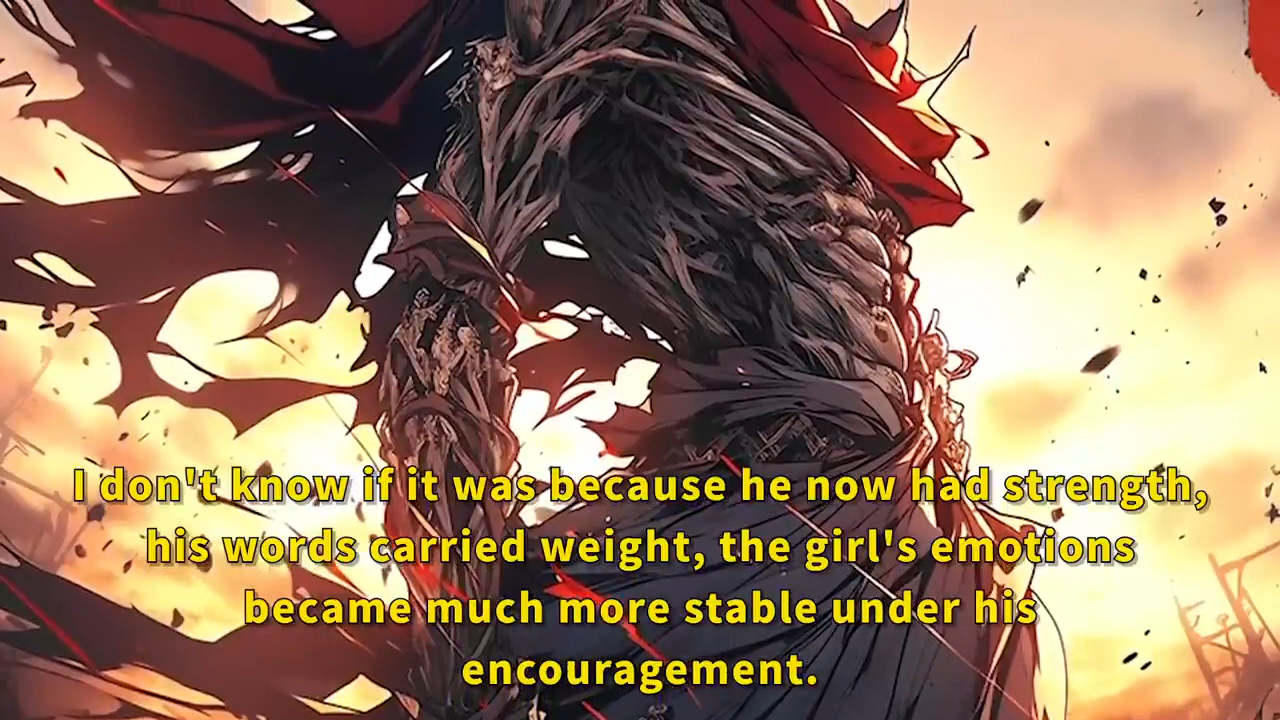 I don't know if it was because he now had strength,
his words carried weight, the girl's emotions
became much more stable under his
encouragement.